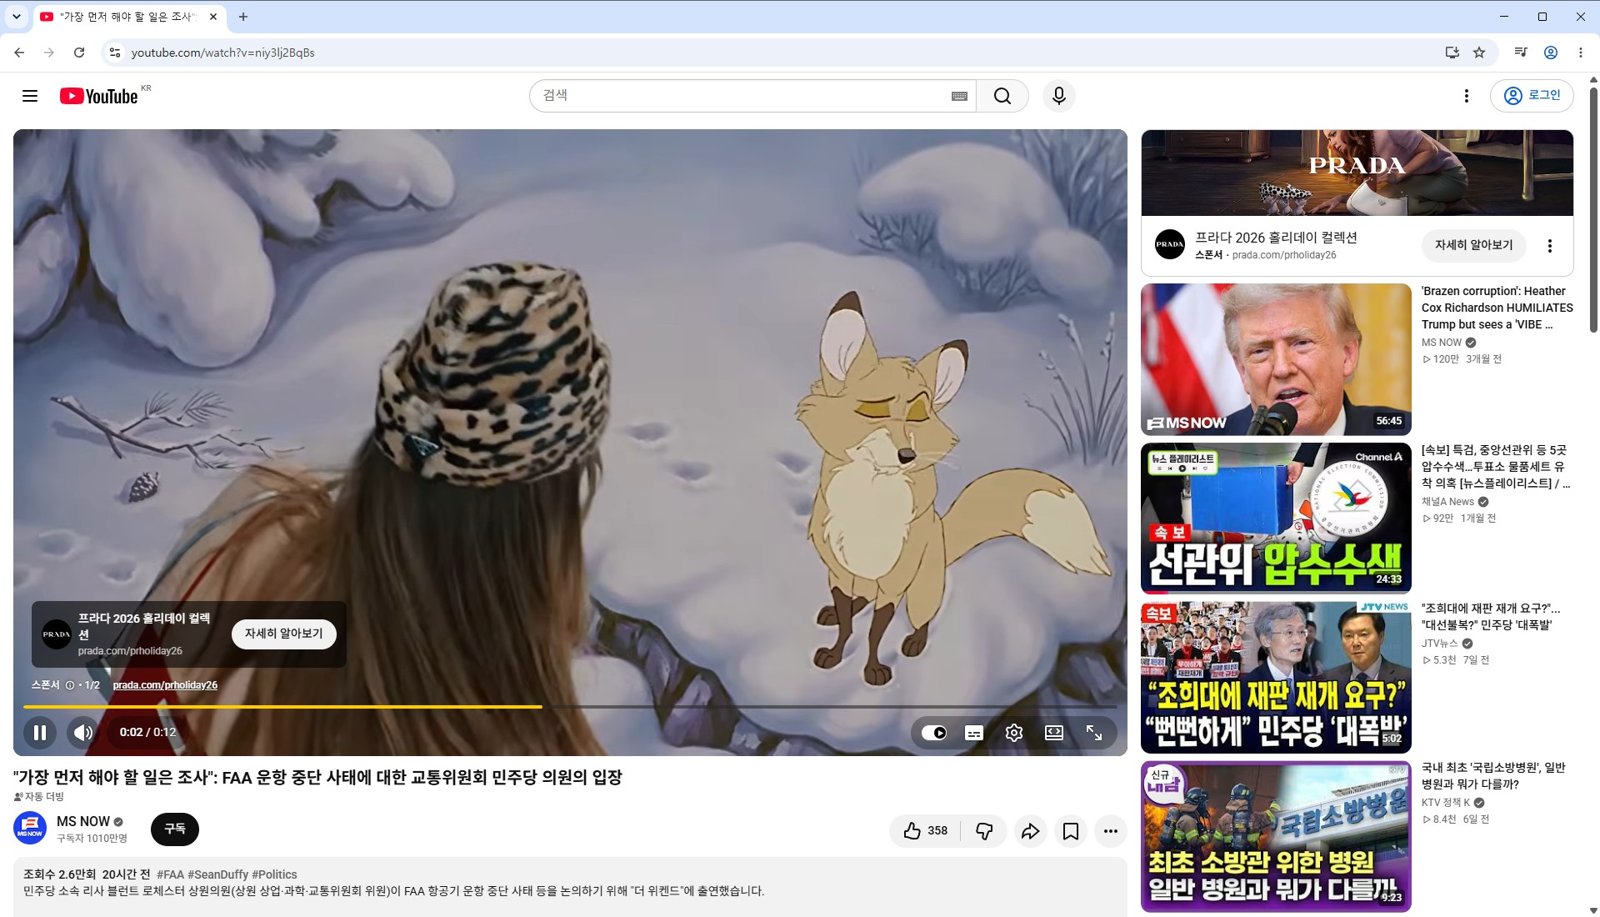 "가장 먼저 해야 할 일은 조사":
youtube.com/watch?v=niy3lj2BqBs
YouTube KR
검색
로그인
PRADA
프라다 2026 홀리데이 컬렉션
스폰서 · prada.com/prholiday26
자세히 알아보기
PRADA
프라다 2026 홀리데이 컬렉
션
prada.com/prholiday26
자세히 알아보기
스폰서 · 1/2 prada.com/prholiday26
0:02 / 0:12
"가장 먼저 해야 할 일은 조사": FAA 운항 중단 사태에 대한 교통위원회 민주당 의원의 입장
자동 더빙
MS NOW
구독자 1010만명
구독
358
조회수 2.6만회 20시간 전 #FAA #SeanDuffy #Politics
민주당 소속 리사 블런트 로체스터 상원의원(상원 상업·과학·교통위원회 위원)이 FAA 항공기 운항 중단 사태 등을 논의하기 위해 "더 위켄드"에 출연했습니다.
MS NOW
56:45
'Brazen corruption': Heather
Cox Richardson HUMILIATES
Trump but sees a 'VIBE ...
MS NOW
120만 3개월 전
뉴스 플레이리스트
Channel A
속보
선관위 압수수색
24:33
[속보] 특검, 중앙선관위 등 5곳
압수수색…투표소 물품세트 유
착 의혹 [뉴스플레이리스트] / ...
채널A News
92만 1개월 전
속보
JTV NEWS
"조희대에 재판 재개 요구?"
"뻔뻔하게" 민주당 '대폭발'
5:02
"조희대에 재판 재개 요구?"...
"대선불복?" 민주당 '대폭발'
JTV뉴스
5.3천 7일 전
신규
국립소방병원
최초 소방관 위한 병원
일반 병원과 뭐가 다를까
9:23
국내 최초 '국립소방병원', 일반
병원과 뭐가 다를까?
KTV 정책 K
8.4천 6일 전